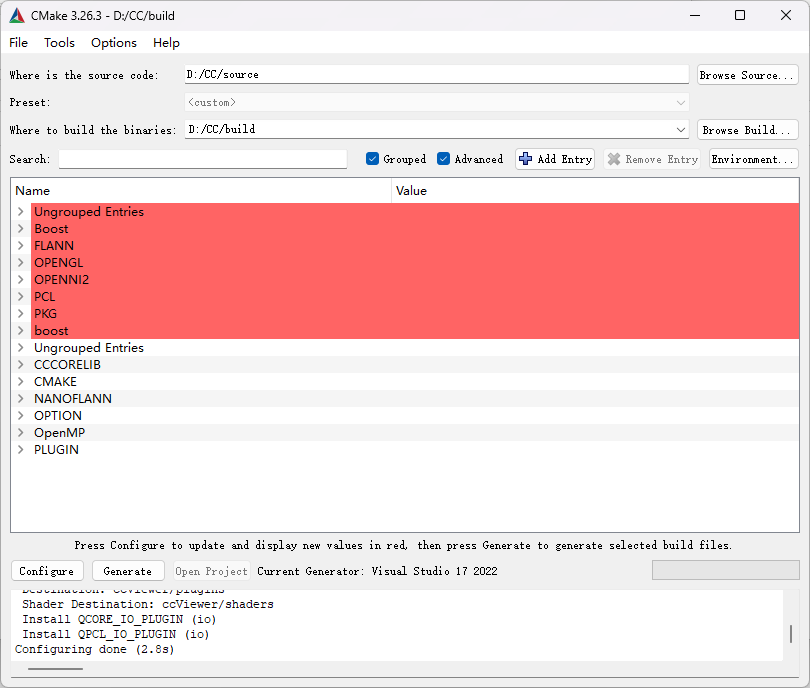 CMake 3.26.3 - D:/CC/build
File Tools Options Help
Where is the source code: D:/CC/source Browse Source...
Preset: <custom>
Where to build the binaries: D:/CC/build Browse Build...
Search: Grouped Advanced Add Entry Remove Entry Environment...
Name Value
Ungrouped Entries
Boost
FLANN
OPENGL
OPENNI2
PCL
PKG
boost
Ungrouped Entries
CCCORELIB
CMAKE
NANOFLANN
OPTION
OpenMP
PLUGIN
Press Configure to update and display new values in red, then press Generate to generate selected build files.
Configure Generate Open Project Current Generator: Visual Studio 17 2022
Destination: ccViewer/plugins
Shader Destination: ccViewer/shaders
Install QCORE_IO_PLUGIN (io)
Install QPCL_IO_PLUGIN (io)
Configuring done (2.8s)